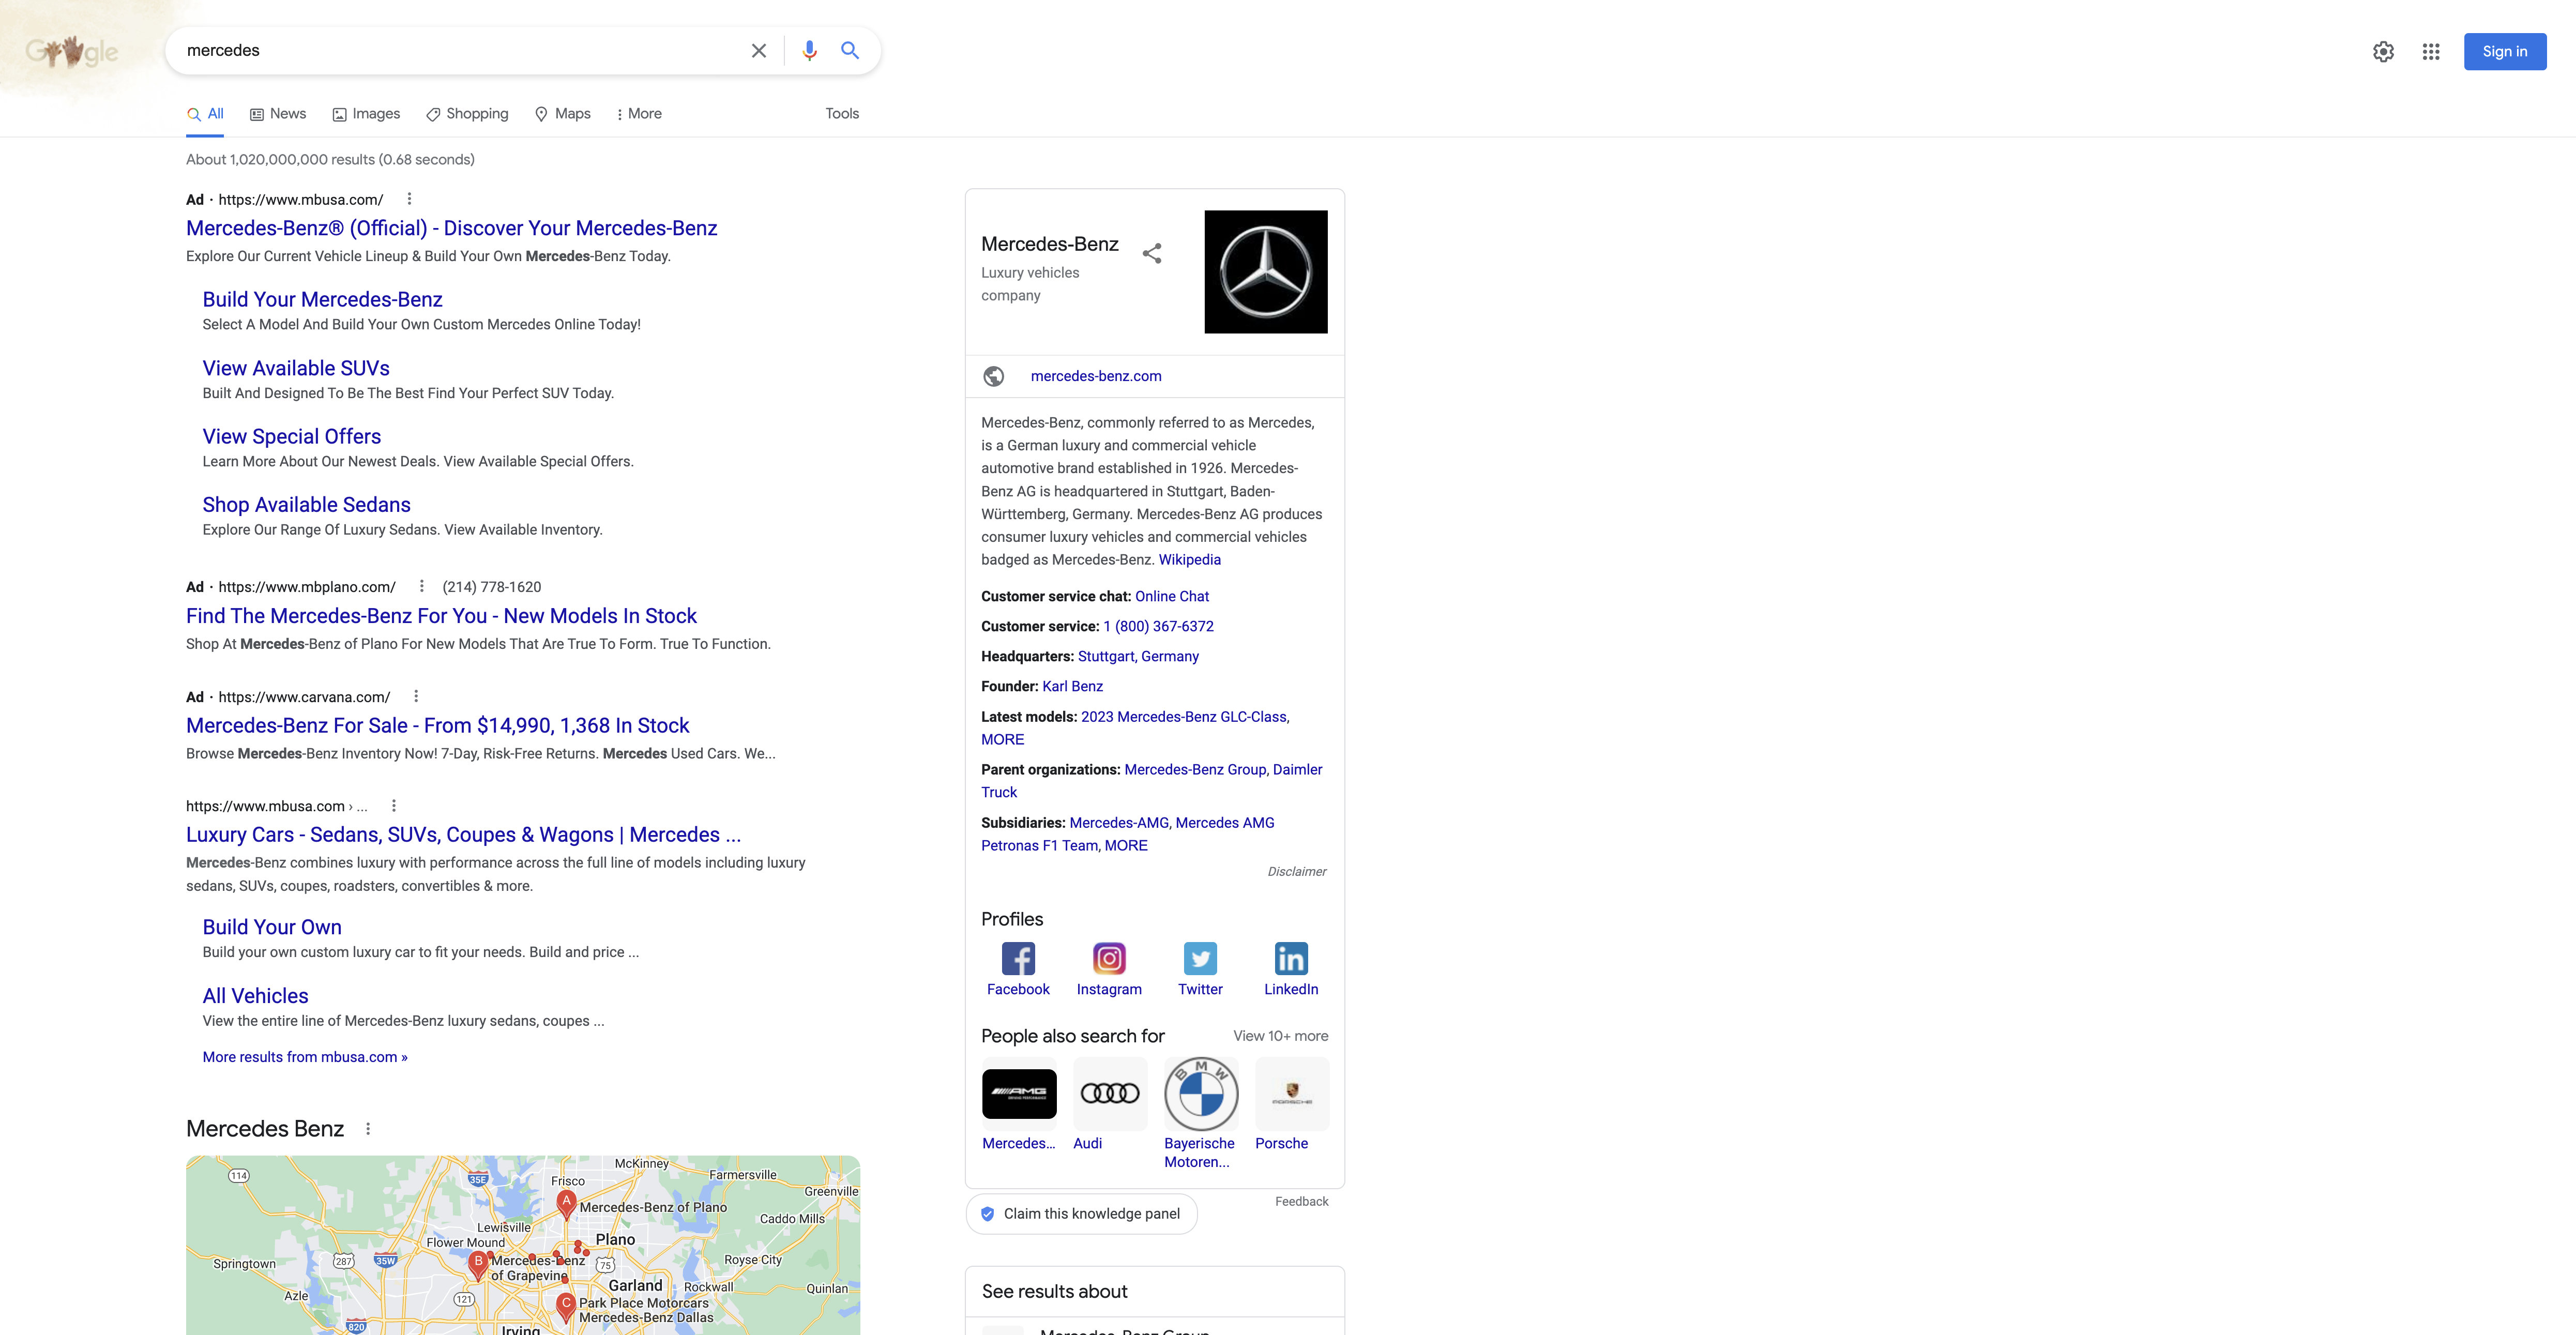 Google
mercedes
Sign in
All
News
Images
Shopping
Maps
More
Tools
About 1,020,000,000 results (0.68 seconds)
Ad · https://www.mbusa.com/
Mercedes-Benz® (Official) - Discover Your Mercedes-Benz
Explore Our Current Vehicle Lineup & Build Your Own Mercedes-Benz Today.
Build Your Mercedes-Benz
Select A Model And Build Your Own Custom Mercedes Online Today!
View Available SUVs
Built And Designed To Be The Best Find Your Perfect SUV Today.
View Special Offers
Learn More About Our Newest Deals. View Available Special Offers.
Shop Available Sedans
Explore Our Range Of Luxury Sedans. View Available Inventory.
Ad · https://www.mbplano.com/ (214) 778-1620
Find The Mercedes-Benz For You - New Models In Stock
Shop At Mercedes-Benz of Plano For New Models That Are True To Form. True To Function.
Ad · https://www.carvana.com/
Mercedes-Benz For Sale - From $14,990, 1,368 In Stock
Browse Mercedes-Benz Inventory Now! 7-Day, Risk-Free Returns. Mercedes Used Cars. We...
https://www.mbusa.com › ...
Luxury Cars - Sedans, SUVs, Coupes & Wagons | Mercedes ...
Mercedes-Benz combines luxury with performance across the full line of models including luxury
sedans, SUVs, coupes, roadsters, convertibles & more.
Build Your Own
Build your own custom luxury car to fit your needs. Build and price ...
All Vehicles
View the entire line of Mercedes-Benz luxury sedans, coupes ...
More results from mbusa.com »
Mercedes Benz
McKinney
114
35E
Farmersville
Frisco
Greenville
A
Mercedes-Benz of Plano
Caddo Mills
Lewisville
Flower Mound
Plano
B
Mercedes-Benz
of Grapevine
75
Royse City
Springtown
287
35W
Garland
Rockwall
Quinlan
Azle
121
C
Park Place Motorcars
Mercedes-Benz Dallas
820
Irving
Mercedes-Benz
Luxury vehicles
company
mercedes-benz.com
Mercedes-Benz, commonly referred to as Mercedes,
is a German luxury and commercial vehicle
automotive brand established in 1926. Mercedes-
Benz AG is headquartered in Stuttgart, Baden-
Württemberg, Germany. Mercedes-Benz AG produces
consumer luxury vehicles and commercial vehicles
badged as Mercedes-Benz. Wikipedia
Customer service chat: Online Chat
Customer service: 1 (800) 367-6372
Headquarters: Stuttgart, Germany
Founder: Karl Benz
Latest models: 2023 Mercedes-Benz GLC-Class,
MORE
Parent organizations: Mercedes-Benz Group, Daimler
Truck
Subsidiaries: Mercedes-AMG, Mercedes AMG
Petronas F1 Team, MORE
Disclaimer
Profiles
Facebook
Instagram
Twitter
LinkedIn
People also search for
View 10+ more
AMG
BMW
PORSCHE
Mercedes...
Audi
Bayerische
Motoren...
Porsche
Claim this knowledge panel
Feedback
See results about
Mercedes-Benz Group